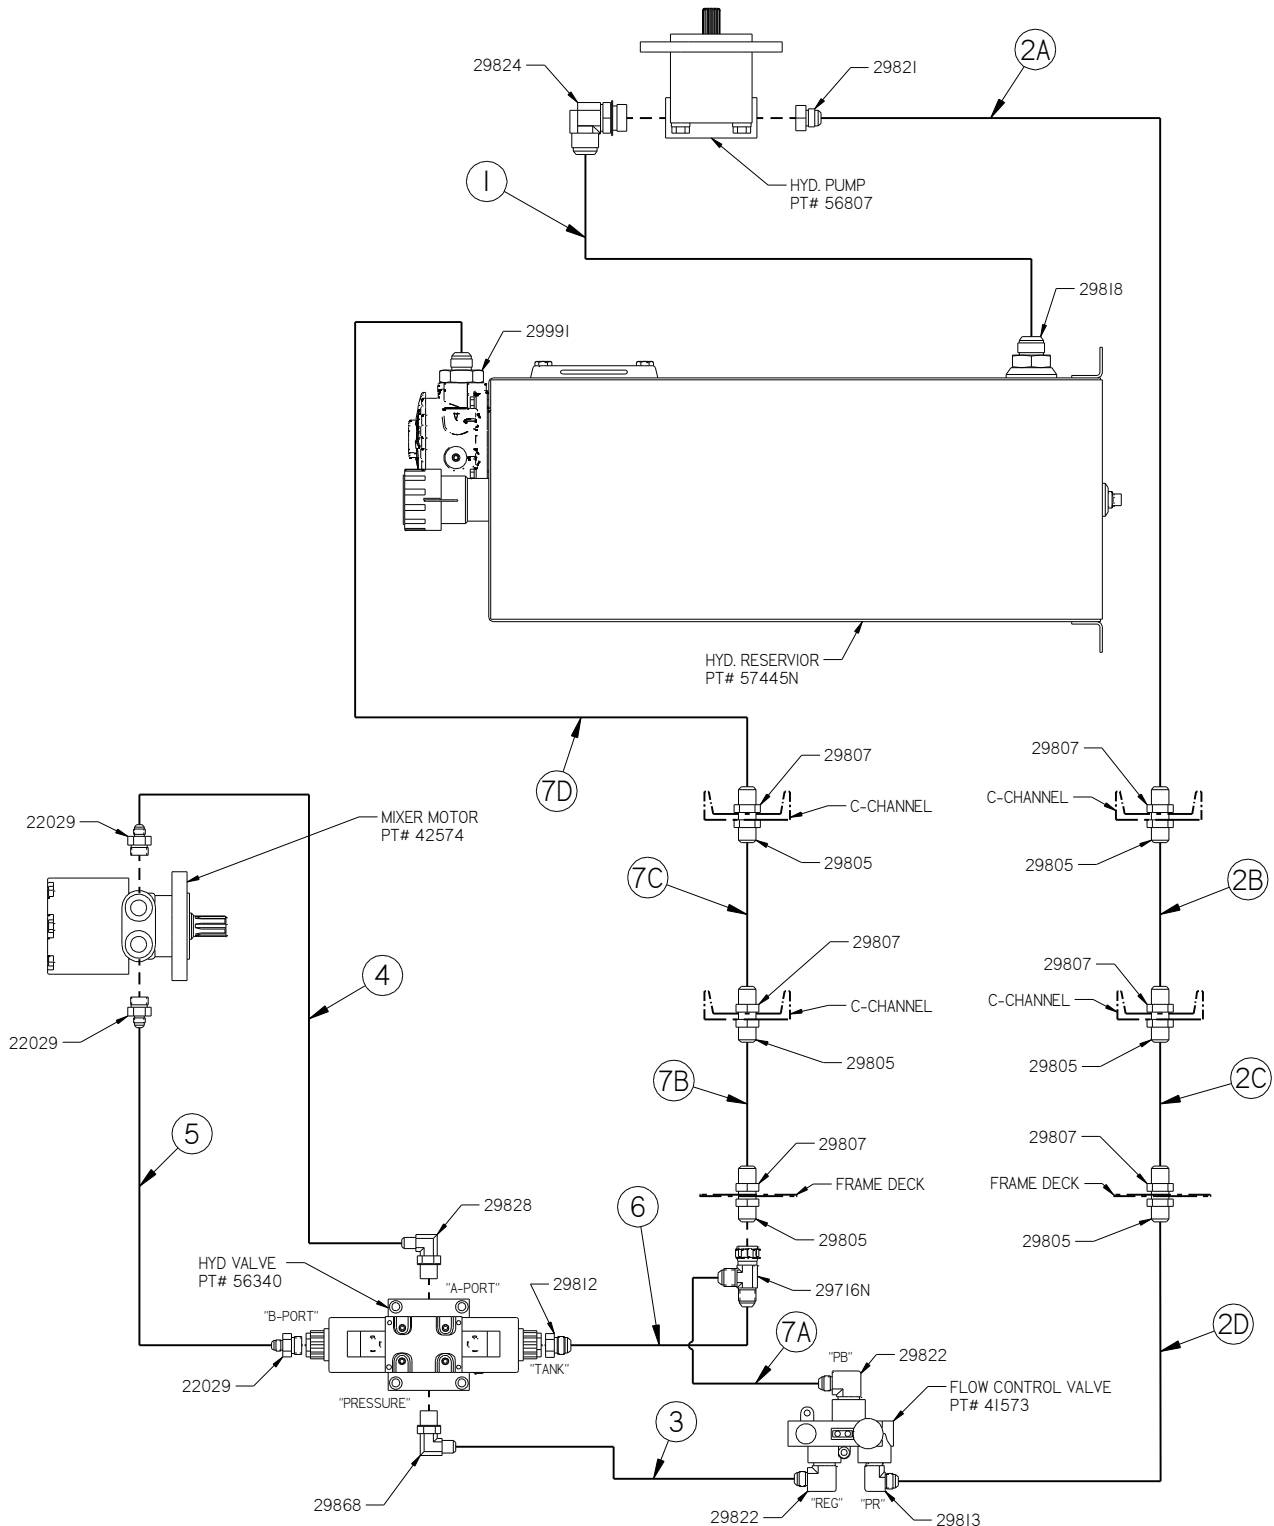 2A
29824
29821
1
HYD. PUMP
PT# 56807
29818
29991
HYD. RESERVIOR
PT# 57445N
7D
29807
C-CHANNEL
29805
29807
C-CHANNEL
29805
22029
MIXER MOTOR
PT# 42574
7C
2B
4
22029
29807
C-CHANNEL
29805
29807
C-CHANNEL
29805
7B
2C
5
29807
FRAME DECK
29805
29807
FRAME DECK
29805
29828
6
HYD VALVE
PT# 56340
"A-PORT"
29812
29716N
"B-PORT"
7A
2D
22029
"TANK"
"PRESSURE"
"PB"
29822
FLOW CONTROL VALVE
PT# 41573
3
29868
29822
"REG"
"PR"
29813